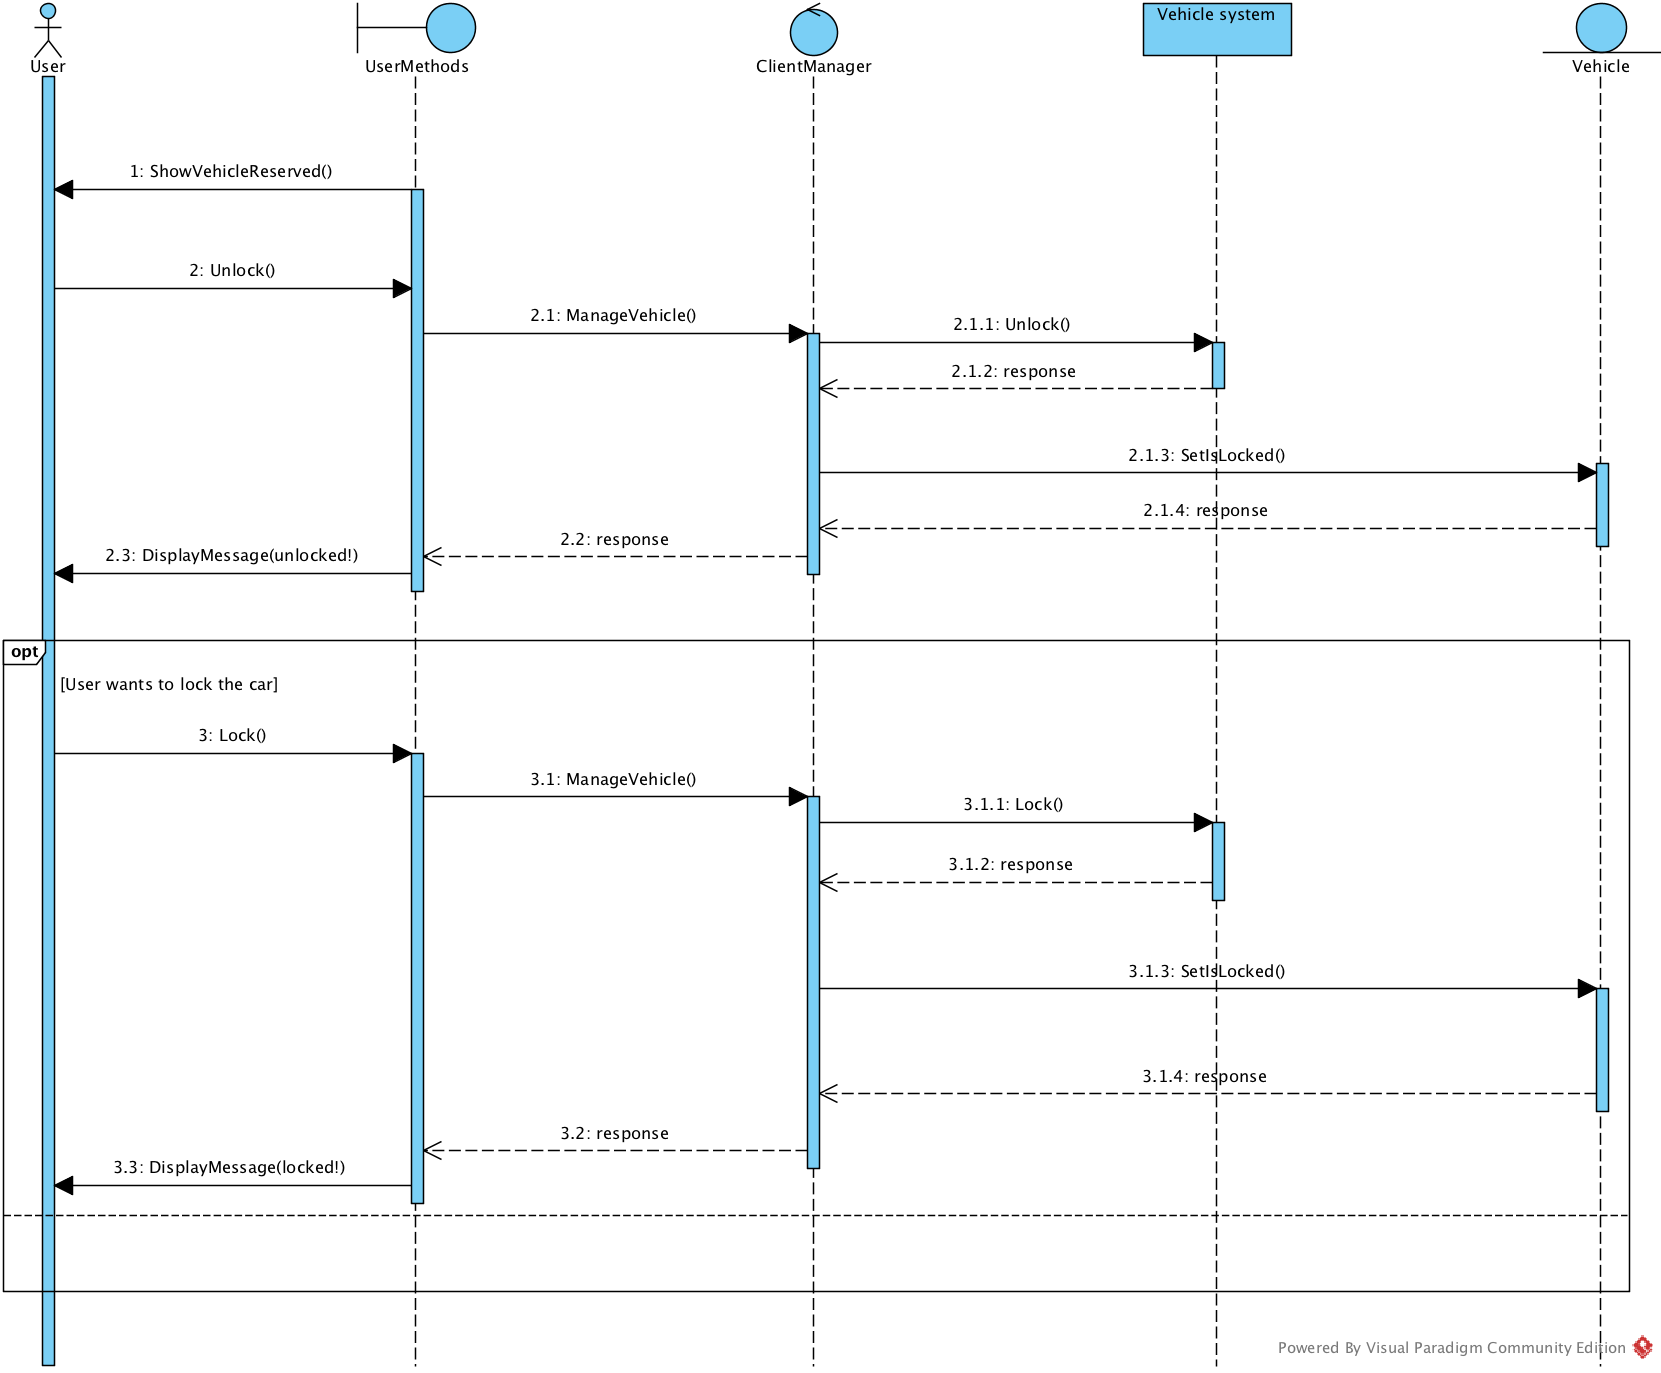 Vehicle system
User
UserMethods
ClientManager
Vehicle
1: ShowVehicleReserved()
2: Unlock()
2.1: ManageVehicle()
2.1.1: Unlock()
2.1.2: response
2.1.3: SetIsLocked()
2.1.4: response
2.2: response
2.3: DisplayMessage(unlocked!)
opt
[User wants to lock the car]
3: Lock()
3.1: ManageVehicle()
3.1.1: Lock()
3.1.2: response
3.1.3: SetIsLocked()
3.1.4: response
3.2: response
3.3: DisplayMessage(locked!)
Powered By Visual Paradigm Community Edition